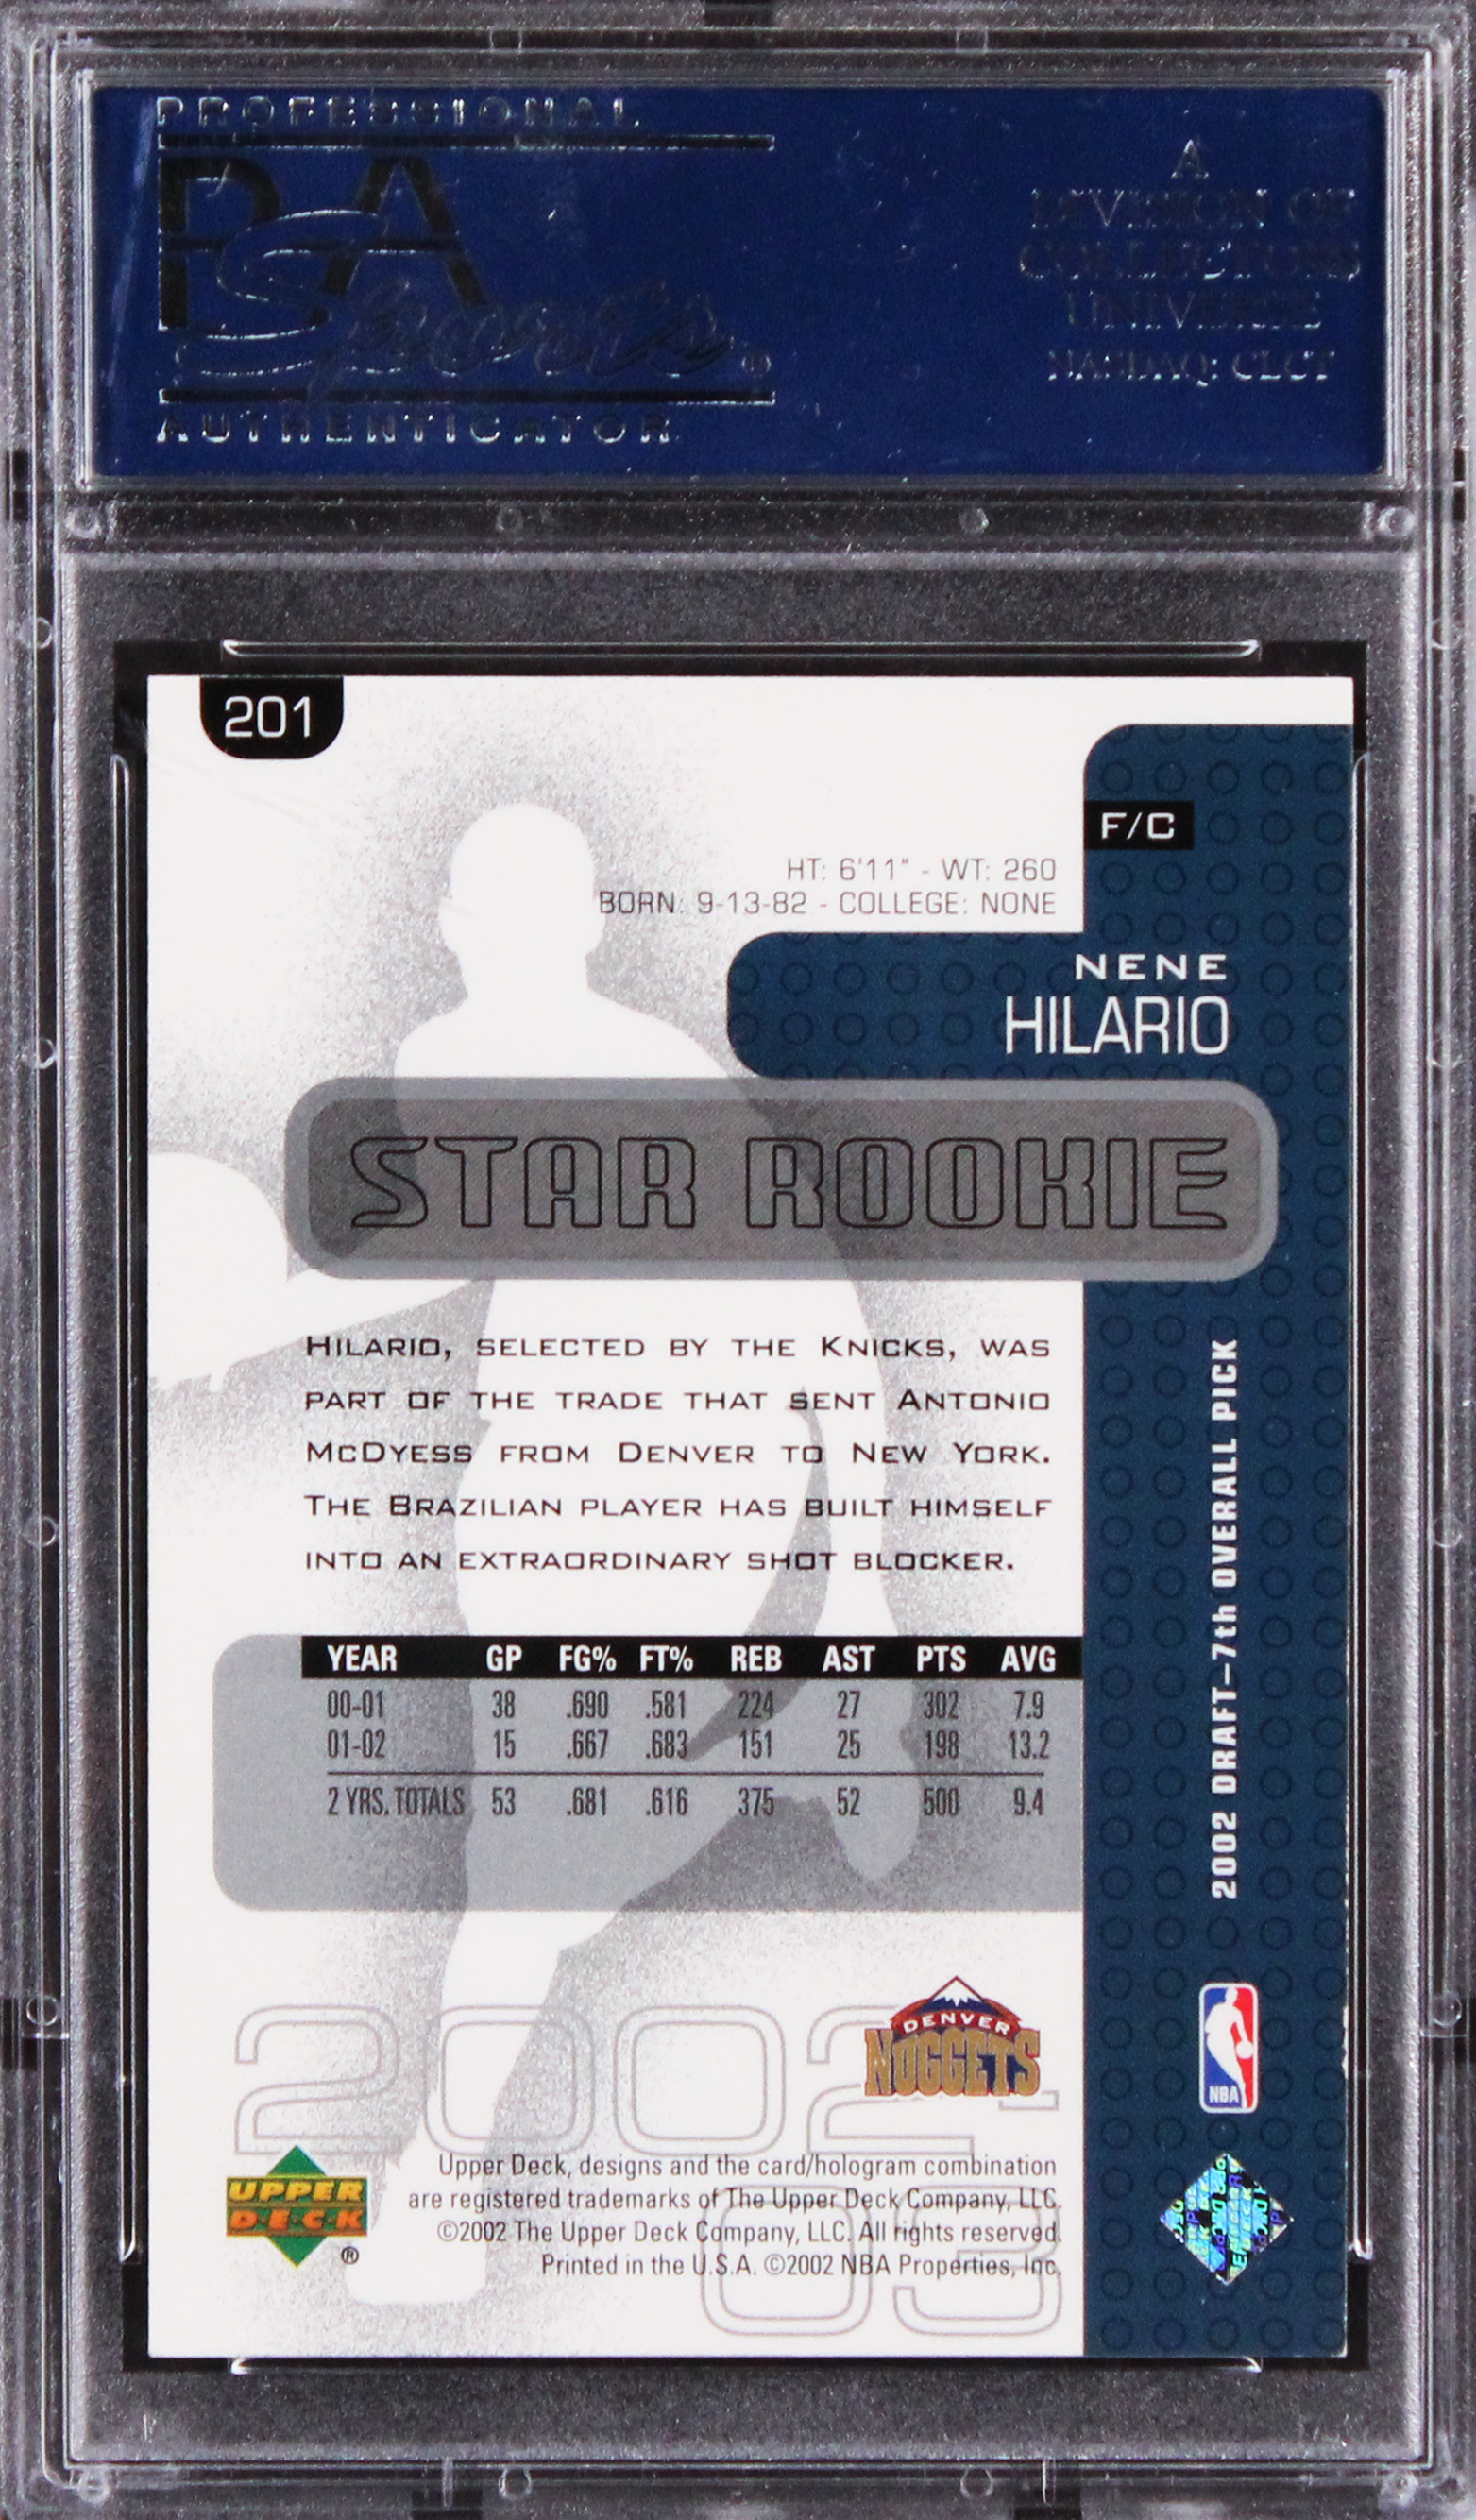 PROFESSIONAL
PSA
Sports®
AUTHENTICATOR
A
DIVISION OF
COLLECTORS
UNIVERSE
NASDAQ: CLCT
201
F/C
HT: 6'11" - WT: 260
BORN: 9-13-82 - COLLEGE: NONE
NENE
HILARIO
STAR ROOKIE
HILARIO, SELECTED BY THE KNICKS, WAS
PART OF THE TRADE THAT SENT ANTONIO
MCDYESS FROM DENVER TO NEW YORK.
THE BRAZILIAN PLAYER HAS BUILT HIMSELF
INTO AN EXTRAORDINARY SHOT BLOCKER.
2002 DRAFT–7th OVERALL PICK
YEAR GP FG% FT% REB AST PTS AVG
00-01 38 .690 .581 224 27 302 7.9
01-02 15 .667 .683 151 25 198 13.2
2 YRS. TOTALS 53 .681 .616 375 52 500 9.4
2002-
03
DENVER
NUGGETS
NBA
UPPER
DECK
®
Upper Deck, designs and the card/hologram combination
are registered trademarks of The Upper Deck Company, LLC.
©2002 The Upper Deck Company, LLC. All rights reserved.
Printed in the U.S.A. ©2002 NBA Properties, Inc.